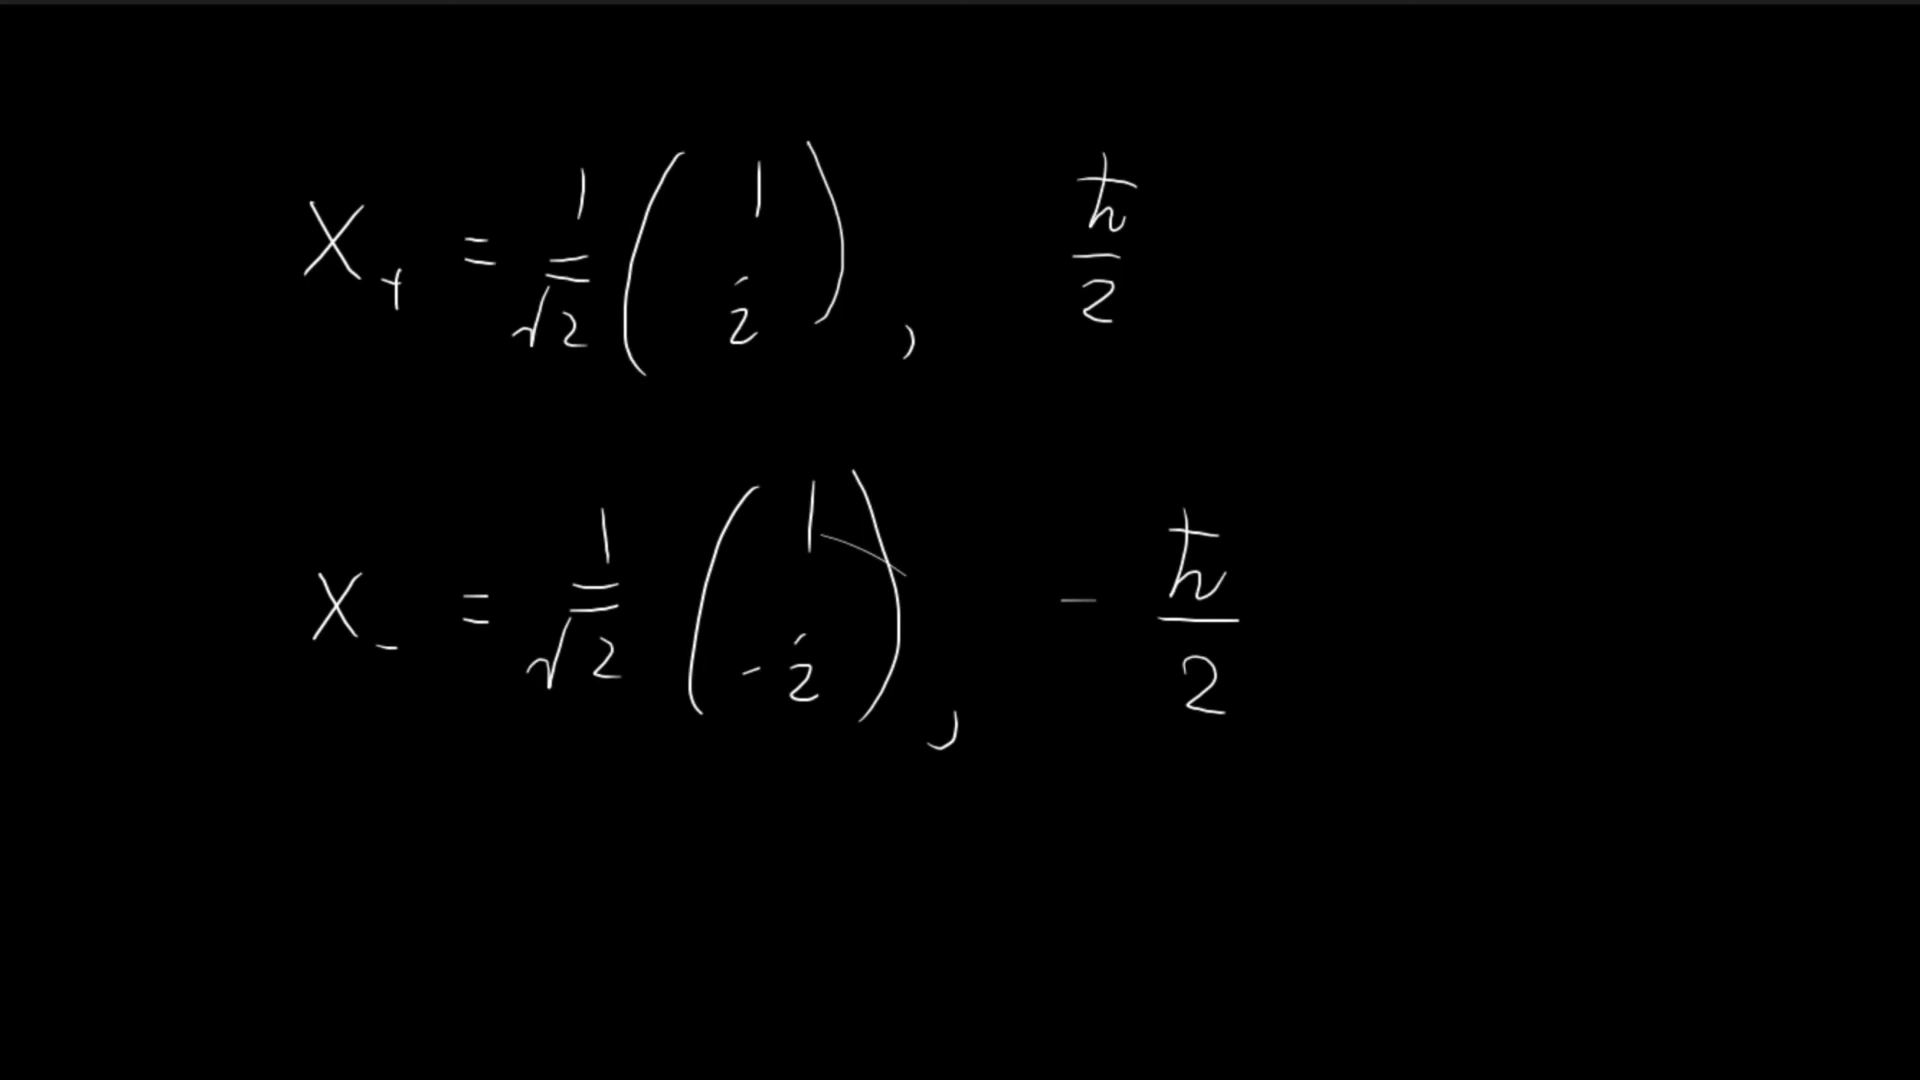 χ₊ = 1/√2 ( 1 i ) , ħ/2
χ₋ = 1/√2 ( 1 -i ) , - ħ/2